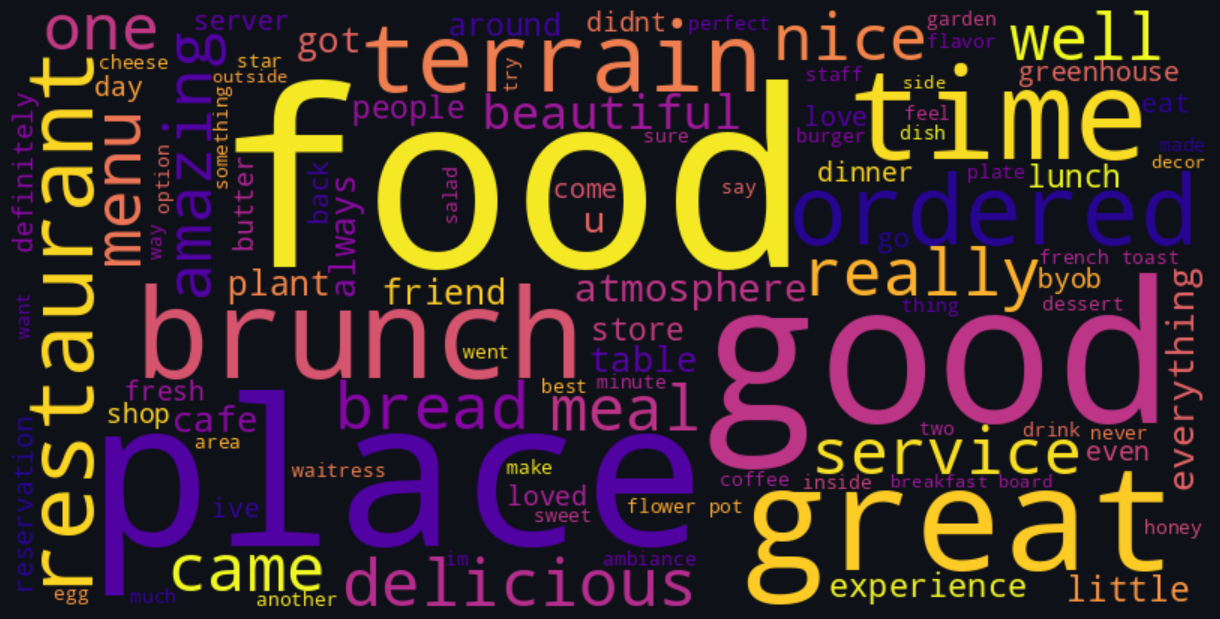 one
server
got
terrain
around
didnt
perfect
nice
garden
flavor
well
restaurant
cheese
day
amazing
star
outside
something
try
people
beautiful
sure
staff
love
burger
time
side
feel
dish
greenhouse
eat
made
decor
definitely
menu
option
way
butter
food
back
always
salad
come
u
say
dinner
plate
lunch
ordered
go
want
plant
friend
atmosphere
really
french toast
byob
thing
dessert
everything
brunch
went
store
table
good
fresh
shop
cafe
area
bread
best
minute
meal
two
drink
never
service
even
reservation
place
waitress
ive
make
loved
sweet
flower pot
coffee
inside
breakfast board
great
honey
came
im
ambiance
delicious
egg
much
another
experience
little